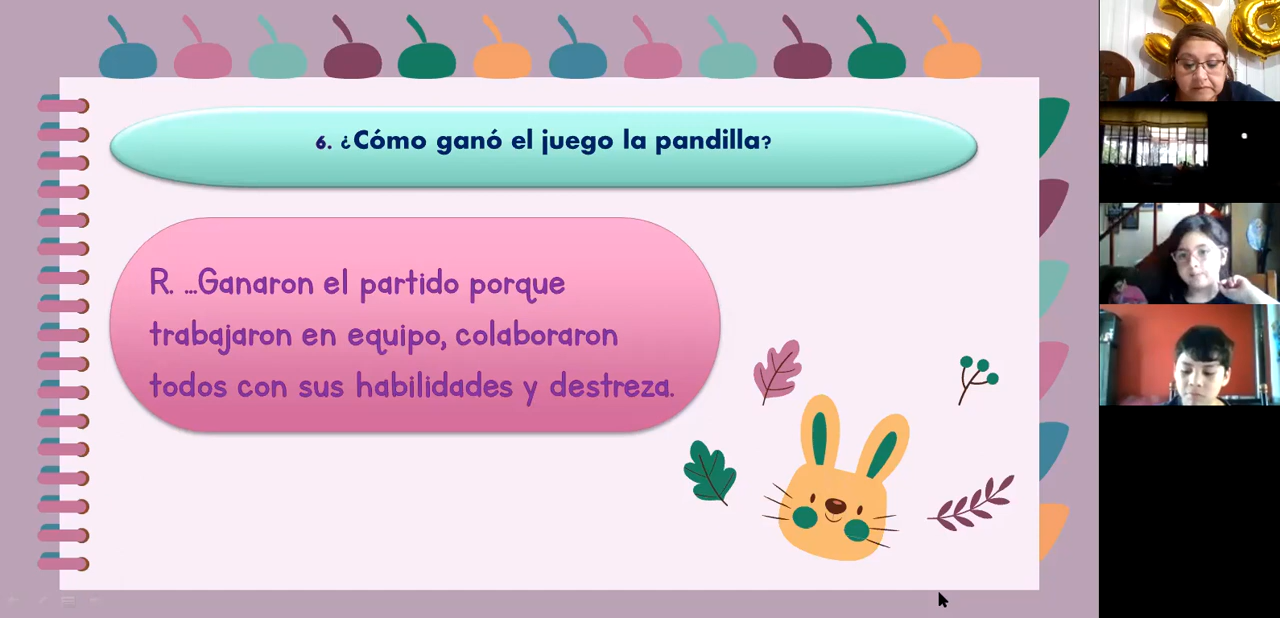 6. ¿Cómo ganó el juego la pandilla?
R. ...Ganaron el partido porque
trabajaron en equipo, colaboraron
todos con sus habilidades y destreza.